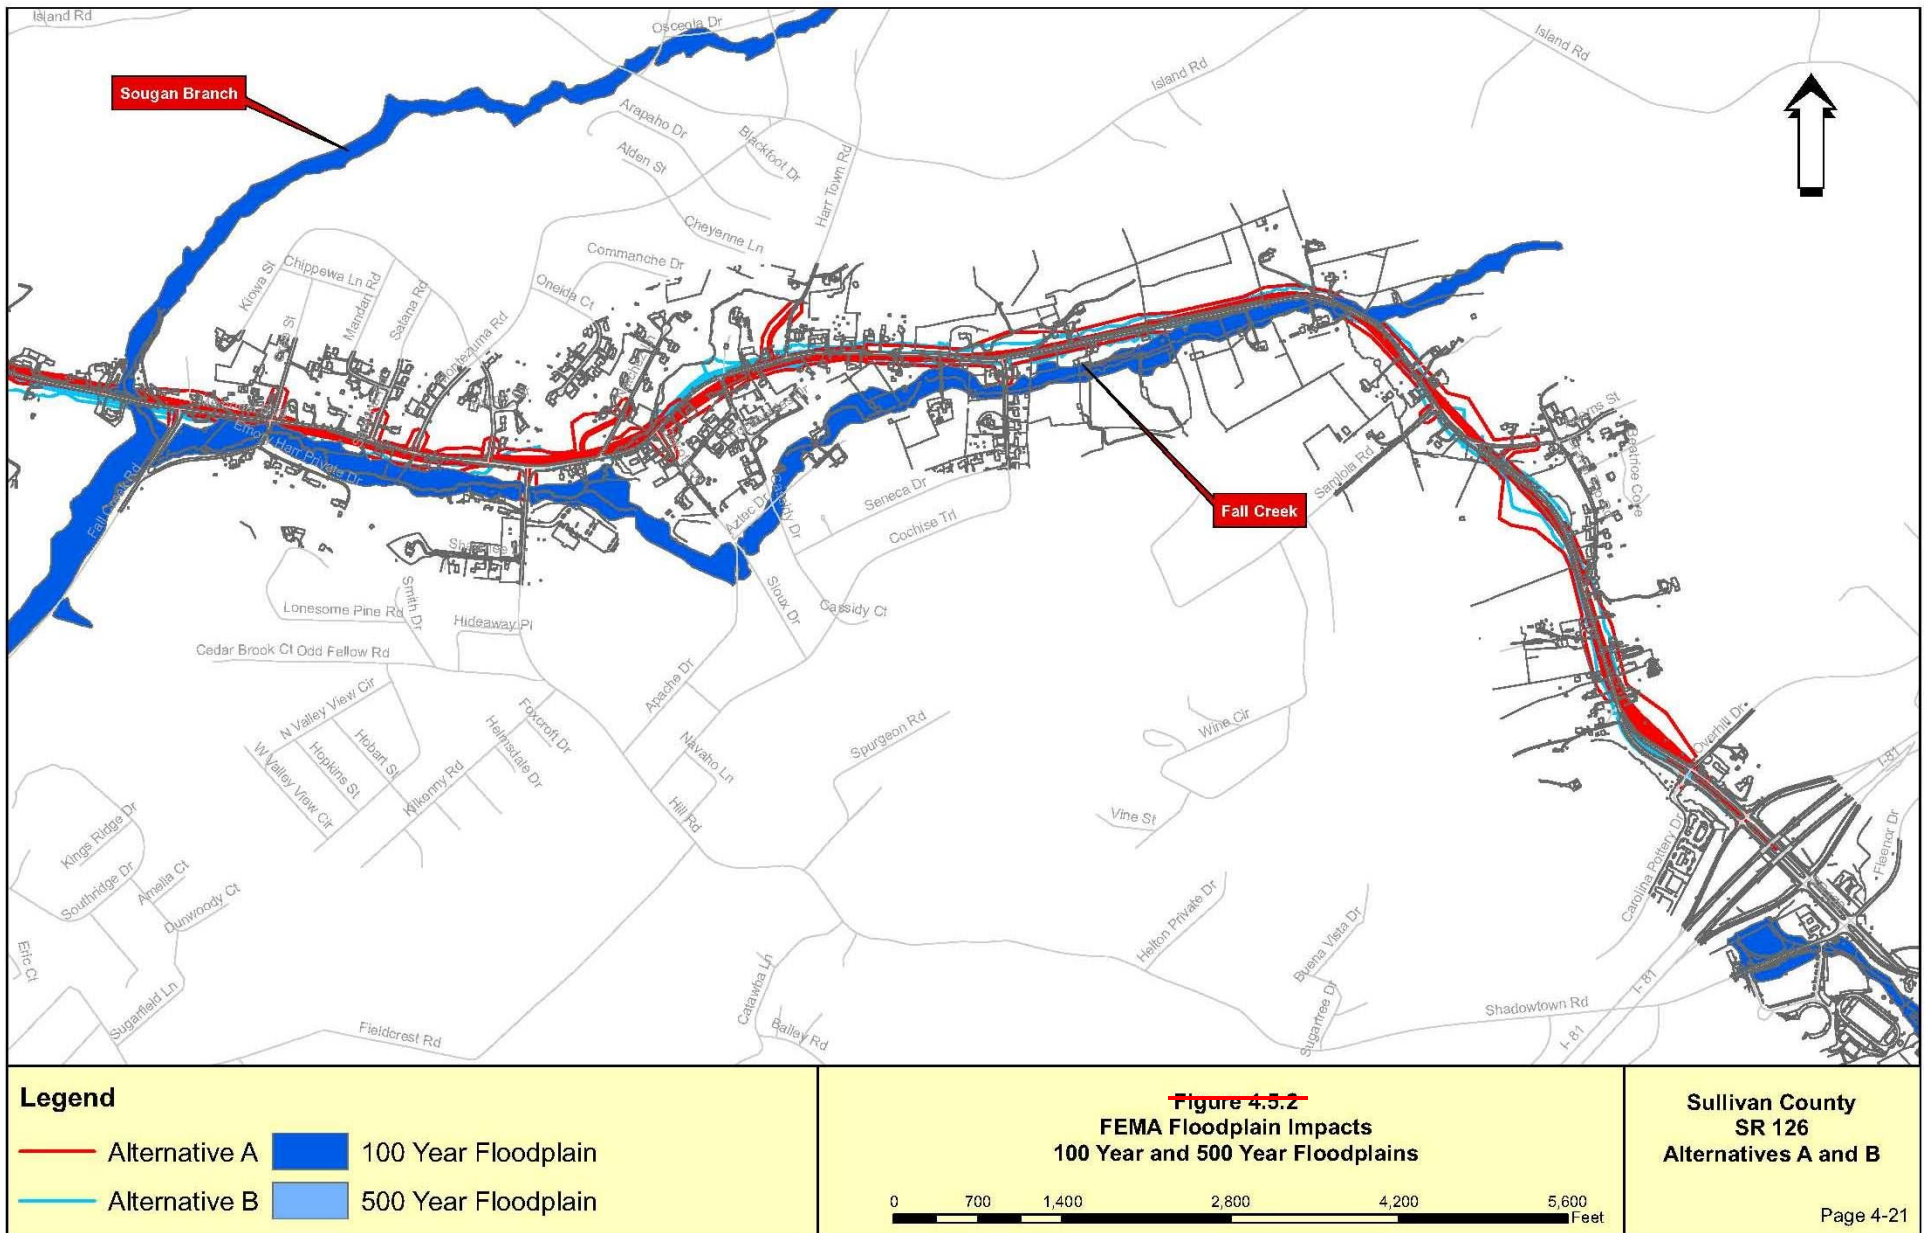 Island Rd
Osceola Dr
Island Rd
Island Rd
Sougan Branch
Arapaho Dr
Blackfoot Dr
Alden St
Harr Town Rd
Cheyenne Ln
Commanche Dr
Kiowa St
Chippewa Ln
Mandan Rd
Satana Rd
Oneida Ct
Emory Harr Private Dr
Seneca Dr
Cochise Trl
Samlola Rd
Fall Creek
Beatrice Cove
Aztec Dr
Cassidy Dr
Fall Creek Rd
Lonesome Pine Rd
Smith Dr
Hideaway Pl
Sioux Dr
Cassidy Ct
Cedar Brook Ct
Odd Fellow Rd
Apache Dr
N Valley View Cir
Foxcroft Dr
Helmsdale Dr
Hobart St
Hopkins St
W Valley View Cir
Navaho Ln
Spurgeon Rd
Wine Cir
Overhill Dr
I-81
Kilkenny Rd
Hill Rd
Vine St
Kings Ridge Dr
Southridge Dr
Amelia Ct
Dunwoody Ct
Carolina Pottery Dr
Fleenor Dr
Helton Private Dr
Buena Vista Dr
Eric Ct
Sugarfield Ln
Catawba Ln
Fieldcrest Rd
Bailey Rd
Sugartree Dr
Shadowtown Rd
I-81
I-81
Legend
Alternative A
100 Year Floodplain
Alternative B
500 Year Floodplain
Figure 4.5.2
FEMA Floodplain Impacts
100 Year and 500 Year Floodplains
0 700 1,400 2,800 4,200 5,600
Feet
Sullivan County
SR 126
Alternatives A and B
Page 4-21